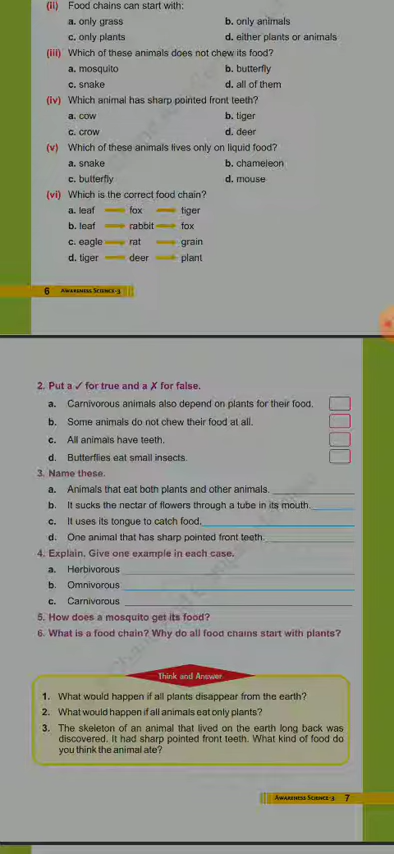 (ii) Food chains can start with:
a. only grass b. only animals
c. only plants d. either plants or animals
(iii) Which of these animals does not chew its food?
a. mosquito b. butterfly
c. snake d. all of them
(iv) Which animal has sharp pointed front teeth?
a. cow b. tiger
c. crow d. deer
(v) Which of these animals lives only on liquid food?
a. snake b. chameleon
c. butterfly d. mouse
(vi) Which is the correct food chain?
a. leaf → fox → tiger
b. leaf → rabbit → fox
c. eagle → rat → grain
d. tiger → deer → plant
6 AWARENESS SCIENCE-3
2. Put a ✓ for true and a ✗ for false.
a. Carnivorous animals also depend on plants for their food.
b. Some animals do not chew their food at all.
c. All animals have teeth.
d. Butterflies eat small insects.
3. Name these.
a. Animals that eat both plants and other animals.
b. It sucks the nectar of flowers through a tube in its mouth.
c. It uses its tongue to catch food.
d. One animal that has sharp pointed front teeth.
4. Explain. Give one example in each case.
a. Herbivorous
b. Omnivorous
c. Carnivorous
5. How does a mosquito get its food?
6. What is a food chain? Why do all food chains start with plants?
Think and Answer
1. What would happen if all plants disappear from the earth?
2. What would happen if all animals eat only plants?
3. The skeleton of an animal that lived on the earth long back was
discovered. It had sharp pointed front teeth. What kind of food do
you think the animal ate?
AWARENESS SCIENCE-3 7